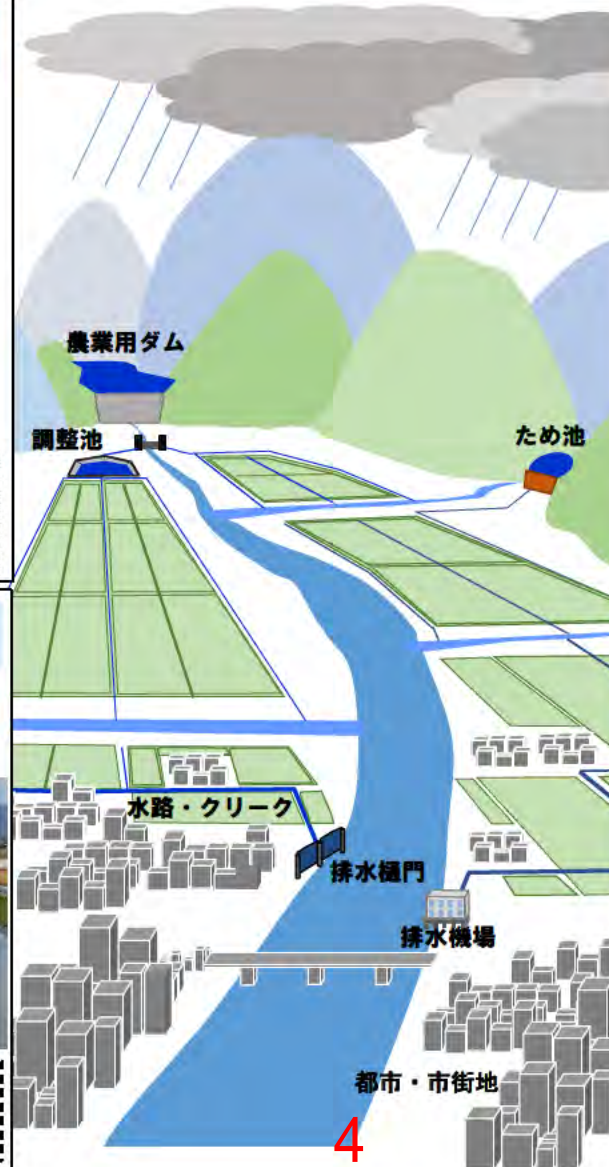 農業用ダム
調整池
ため池
水路・クリーク
排水樋門
排水機場
都市・市街地
4